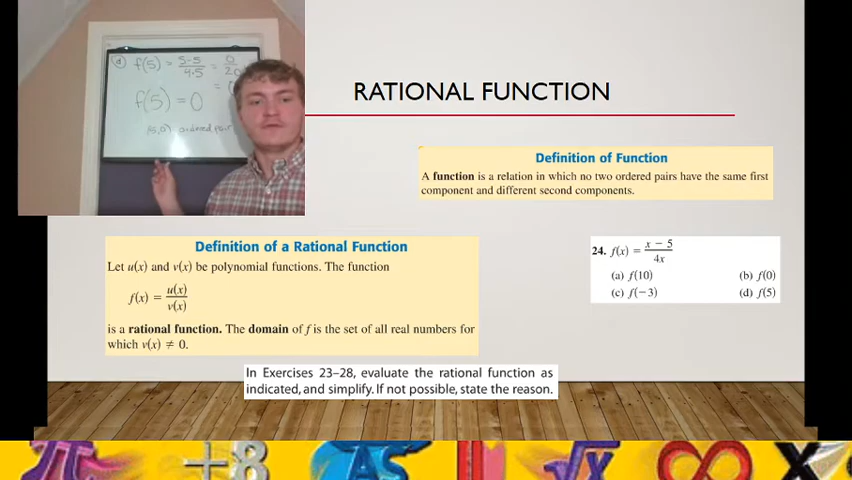 (d) f(5) = 5-5/4·5 = 0/20
f(5) = 0
(5,0) ordered pair
RATIONAL FUNCTION
Definition of Function
A function is a relation in which no two ordered pairs have the same first
component and different second components.
Definition of a Rational Function
Let u(x) and v(x) be polynomial functions. The function
f(x) = u(x)/v(x)
is a rational function. The domain of f is the set of all real numbers for
which v(x) ≠ 0.
24. f(x) = x − 5/4x
(a) f(10) (b) f(0)
(c) f(−3) (d) f(5)
In Exercises 23–28, evaluate the rational function as
indicated, and simplify. If not possible, state the reason.
π +8 √x ∞ x